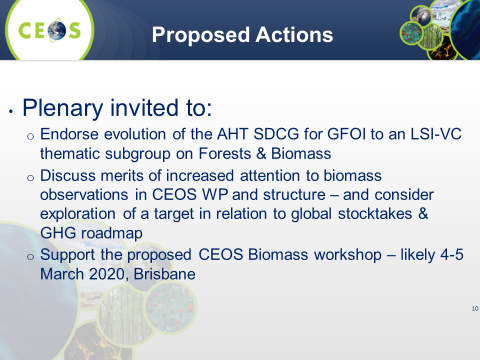 CEOS
Proposed Actions
• Plenary invited to:
o Endorse evolution of the AHT SDCG for GFOI to an LSI-VC
thematic subgroup on Forests & Biomass
o Discuss merits of increased attention to biomass
observations in CEOS WP and structure – and consider
exploration of a target in relation to global stocktakes &
GHG roadmap
o Support the proposed CEOS Biomass workshop – likely 4-5
March 2020, Brisbane
10